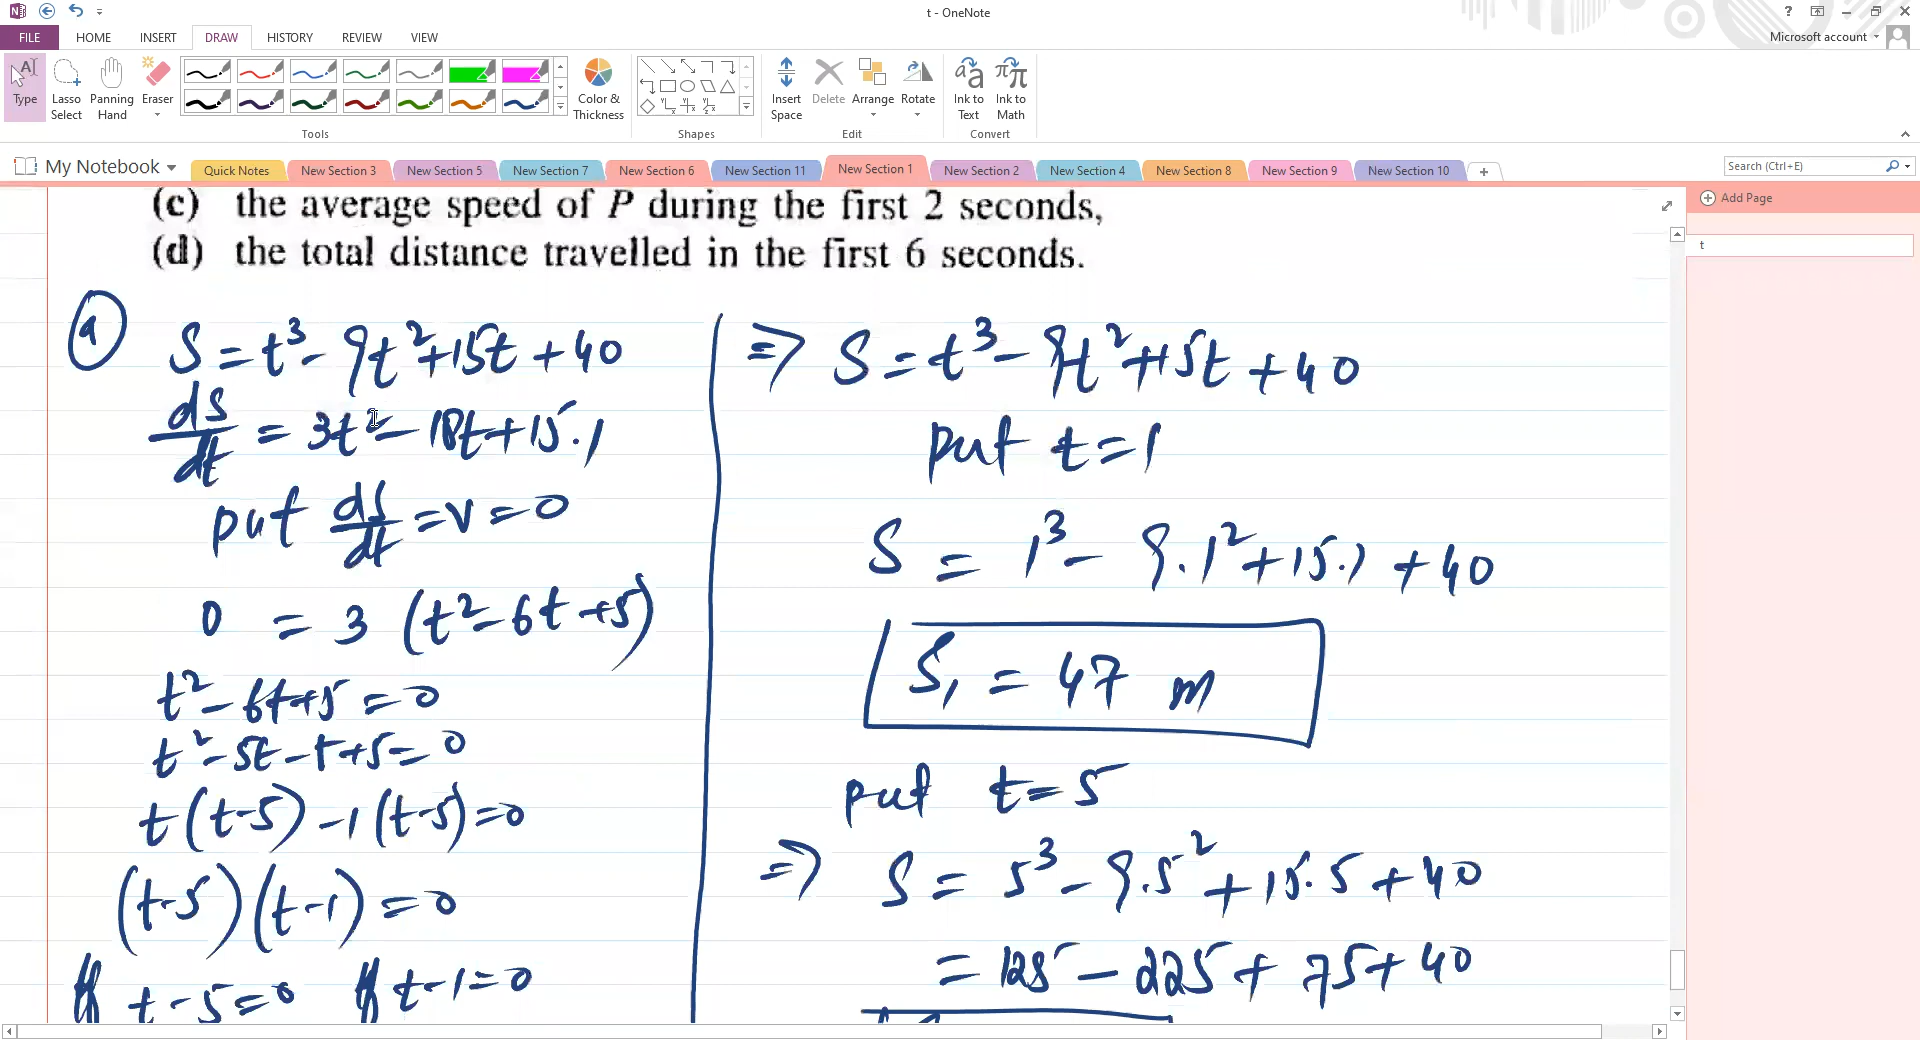 t - OneNote
FILE HOME INSERT DRAW HISTORY REVIEW VIEW
Microsoft account
Type
Lasso Select
Panning Hand
Eraser
Color & Thickness
Insert Space
Delete
Arrange
Rotate
Ink to Text
Ink to Math
Tools
Shapes
Edit
Convert
My Notebook
Quick Notes New Section 3 New Section 5 New Section 7 New Section 6 New Section 11 New Section 1 New Section 2 New Section 4 New Section 8 New Section 9 New Section 10
Search (Ctrl+E)
Add Page
t
(c) the average speed of P during the first 2 seconds,
(d) the total distance travelled in the first 6 seconds.
(a) S = t³ - 9t² + 15t + 40
ds/dt = 3t² - 18t + 15.1
put ds/dt = v = 0
0 = 3 (t² - 6t + 5)
t² - 6t + 5 = 0
t² - 5t - t + 5 = 0
t(t-5) - 1(t-5) = 0
(t-5)(t-1) = 0
If t - 5 = 0 If t - 1 = 0
⇒ S = t³ - 9t² + 15t + 40
put t = 1
S = 1³ - 9.1² + 15.1 + 40
S₁ = 47 m
put t = 5
⇒ S = 5³ - 9.5² + 15.5 + 40
= 125 - 225 + 75 + 40